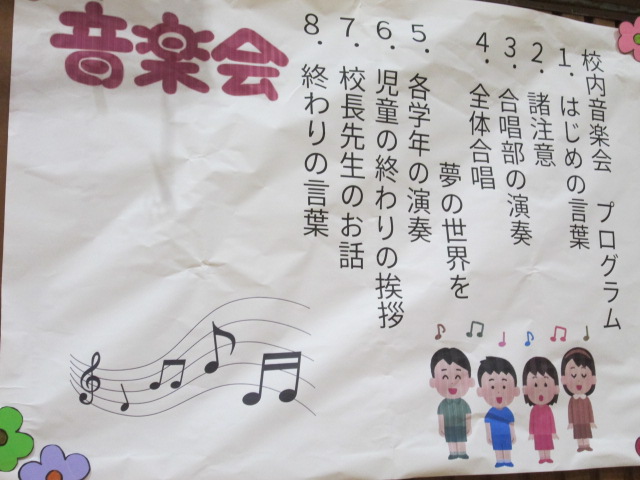 校内音楽会　プログラム
1．はじめの言葉
2．諸注意
3．合唱部の演奏
4．全体合唱
夢の世界を
5．各学年の演奏
6．児童の終わりの挨拶
7．校長先生のお話
8．終わりの言葉
音楽会